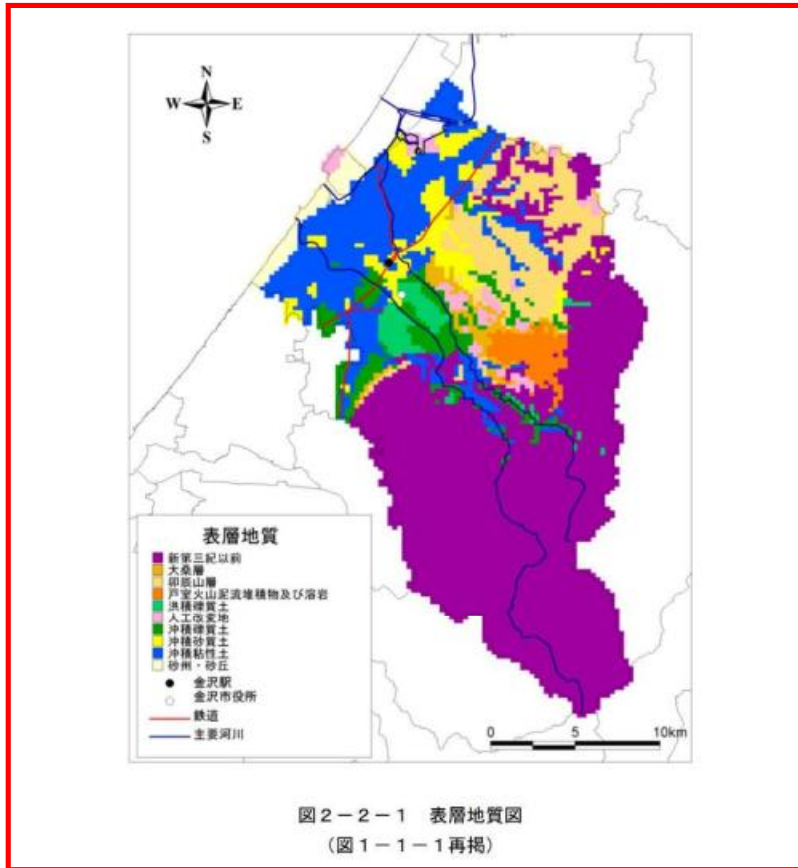 N
W E
S
表層地質
新第三紀以前
大桑層
卯辰山層
戸室火山泥流堆積物及び溶岩
洪積礫質土
人工改変地
沖積礫質土
沖積砂質土
沖積粘性土
砂州・砂丘
金沢駅
金沢市役所
鉄道
主要河川
0 5 10km
図2-2-1 表層地質図
(図1-1-1再掲)